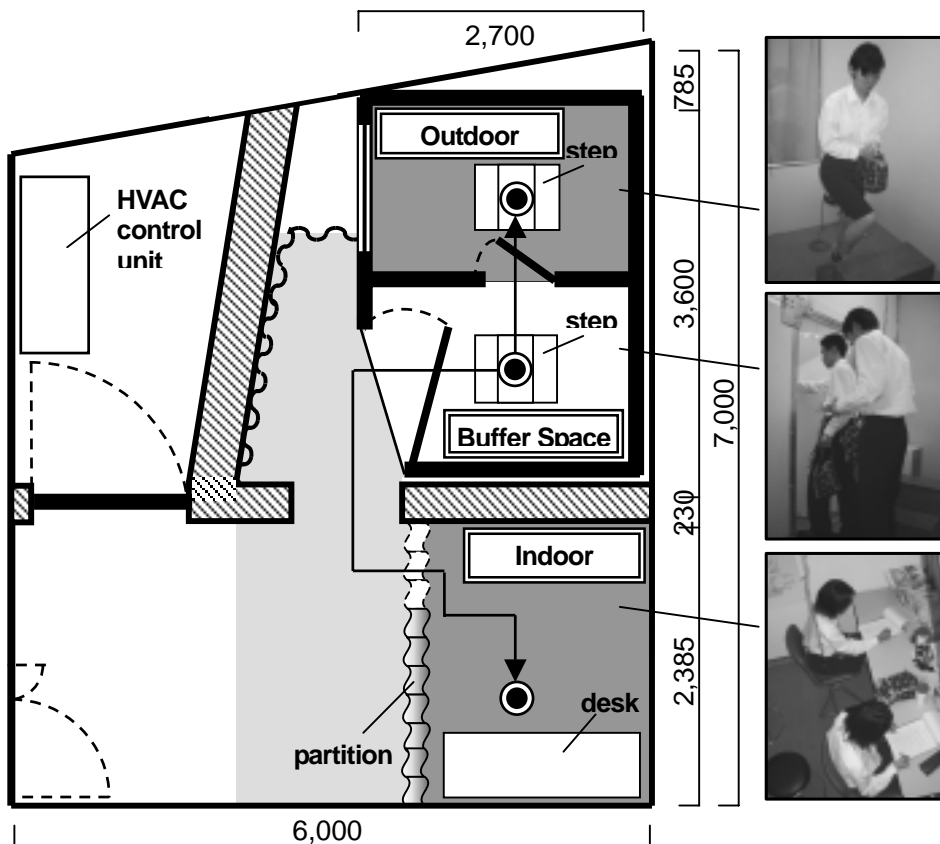 2,700
785
Outdoor
step
HVAC
control
unit
3,600
step
7,000
Buffer Space
230
Indoor
2,385
desk
partition
6,000